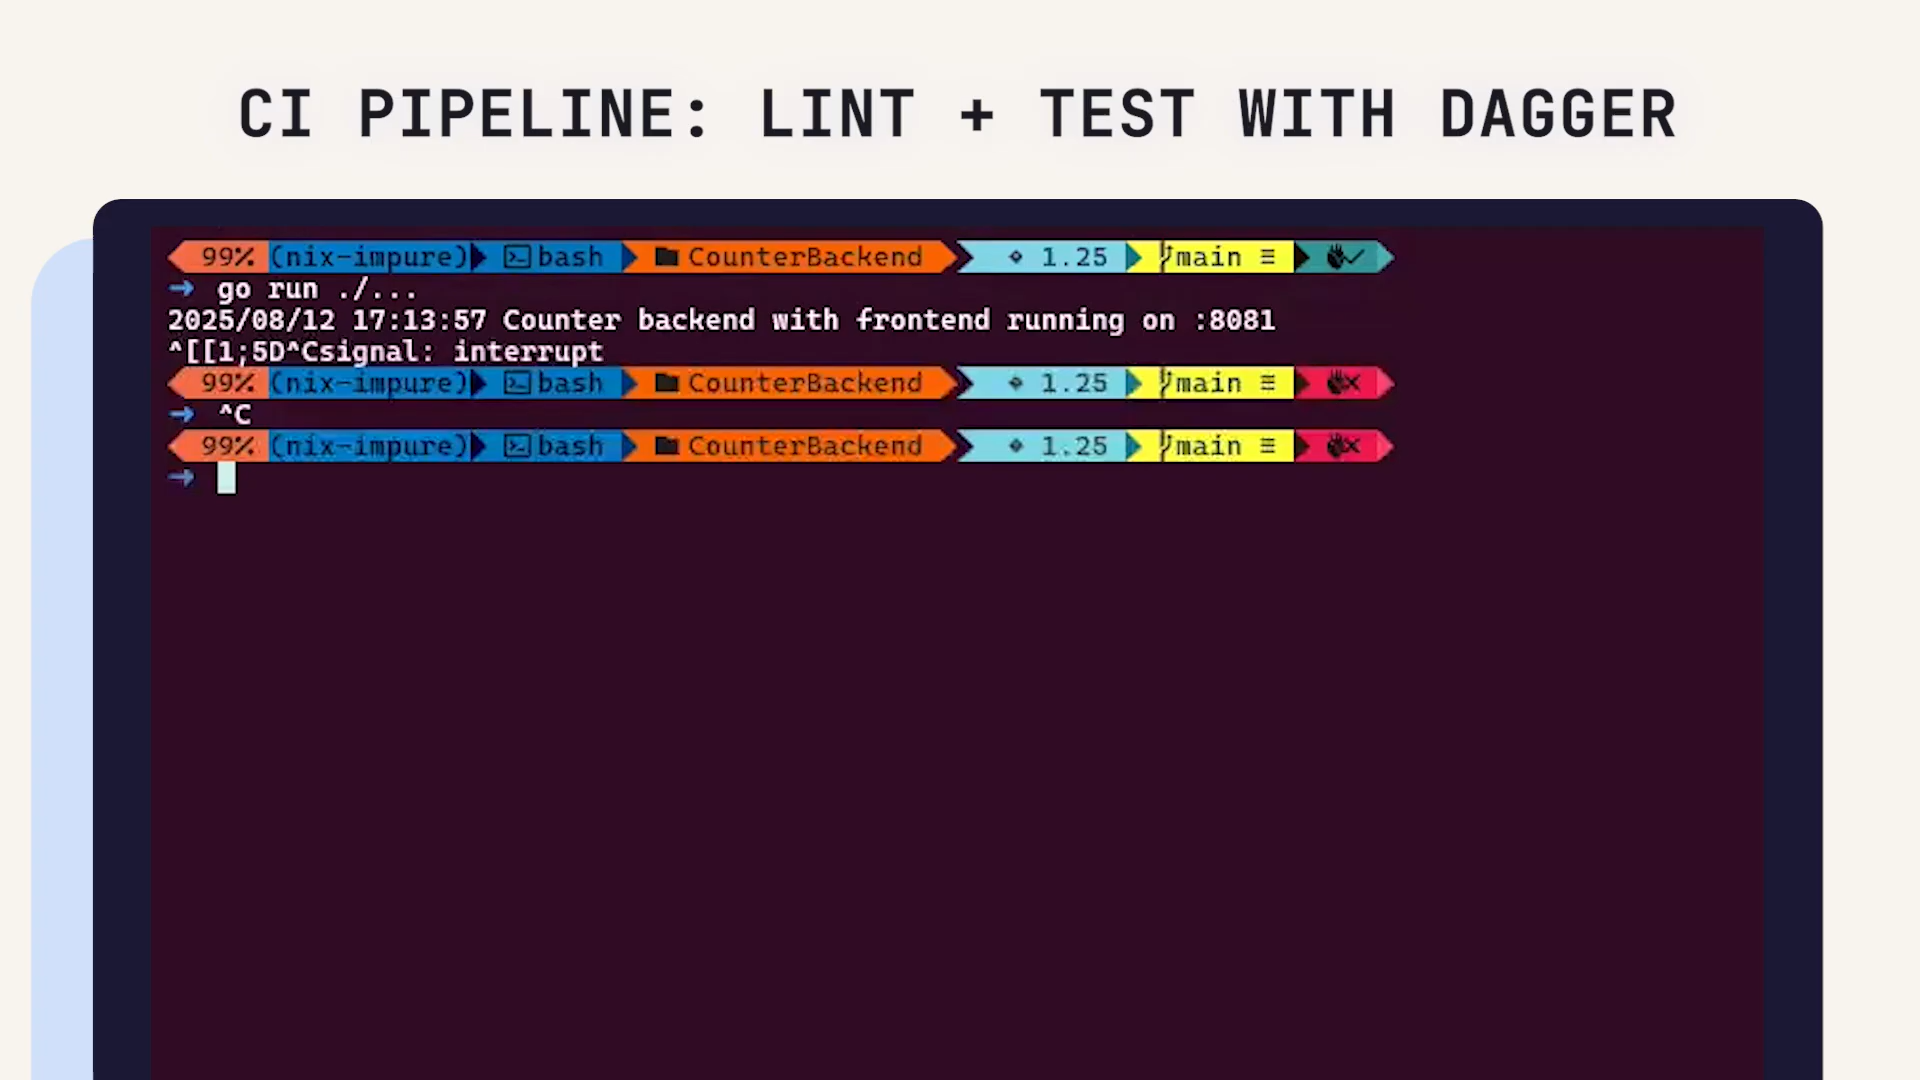 CI PIPELINE: LINT + TEST WITH DAGGER
99% (nix-impure) bash CounterBackend 1.25 main ≡
→ go run ./...
2025/08/12 17:13:57 Counter backend with frontend running on :8081
^[[1;5D^Csignal: interrupt
99% (nix-impure) bash CounterBackend 1.25 main ≡
→ ^C
99% (nix-impure) bash CounterBackend 1.25 main ≡
→